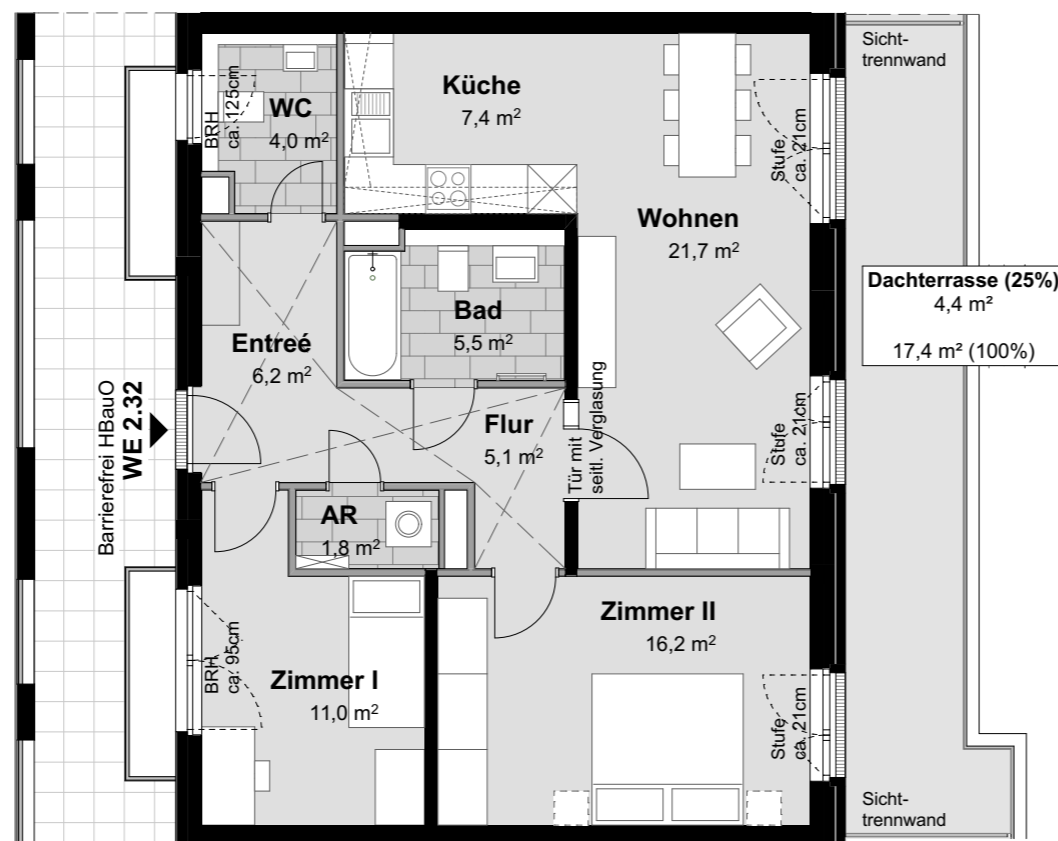 Sicht-
trennwand
BRH
ca. 125cm
WC
4,0 m²
Küche
7,4 m²
Stufe
ca. 21cm
Wohnen
21,7 m²
Dachterrasse (25%)
4,4 m²
17,4 m² (100%)
Bad
5,5 m²
Entreé
6,2 m²
Barrierefrei HBauO
WE 2.32
Flur
5,1 m²
Tür mit
seitl. Verglasung
Stufe
ca. 21cm
AR
1,8 m²
BRH
ca. 95cm
Zimmer I
11,0 m²
Zimmer II
16,2 m²
Stufe
ca. 21cm
Sicht-
trennwand